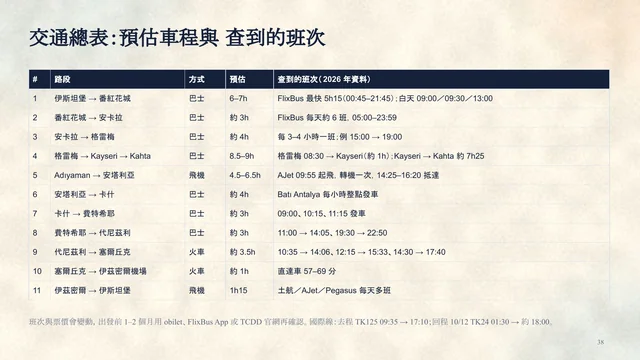 交通總表：預估車程與 查到的班次
# 路段 方式 預估 查到的班次（2026 年資料）
1 伊斯坦堡 → 番紅花城 巴士 6–7h FlixBus 最快 5h15（00:45–21:45）；白天 09:00／09:30／13:00
2 番紅花城 → 安卡拉 巴士 約 3h FlixBus 每天約 6 班，05:00–23:59
3 安卡拉 → 格雷梅 巴士 約 4h 每 3–4 小時一班；例 15:00 → 19:00
4 格雷梅 → Kayseri → Kahta 巴士 8.5–9h 格雷梅 08:30 → Kayseri（約 1h）；Kayseri → Kahta 約 7h25
5 Adıyaman → 安塔利亞 飛機 4.5–6.5h AJet 09:55 起飛，轉機一次，14:25–16:20 抵達
6 安塔利亞 → 卡什 巴士 約 4h Batı Antalya 每小時整點發車
7 卡什 → 費特希耶 巴士 約 3h 09:00、10:15、11:15 發車
8 費特希耶 → 代尼茲利 巴士 約 3h 11:00 → 14:05、19:30 → 22:50
9 代尼茲利 → 塞爾丘克 火車 約 3.5h 10:35 → 14:06、12:15 → 15:33、14:30 → 17:40
10 塞爾丘克 → 伊茲密爾機場 火車 約 1h 直達車 57–69 分
11 伊茲密爾 → 伊斯坦堡 飛機 1h15 土航／AJet／Pegasus 每天多班
班次與票價會變動，出發前 1–2 個月用 obilet、FlixBus App 或 TCDD 官網再確認。國際線：去程 TK125 09:35 → 17:10；回程 10/12 TK24 01:30 → 約 18:00。
38